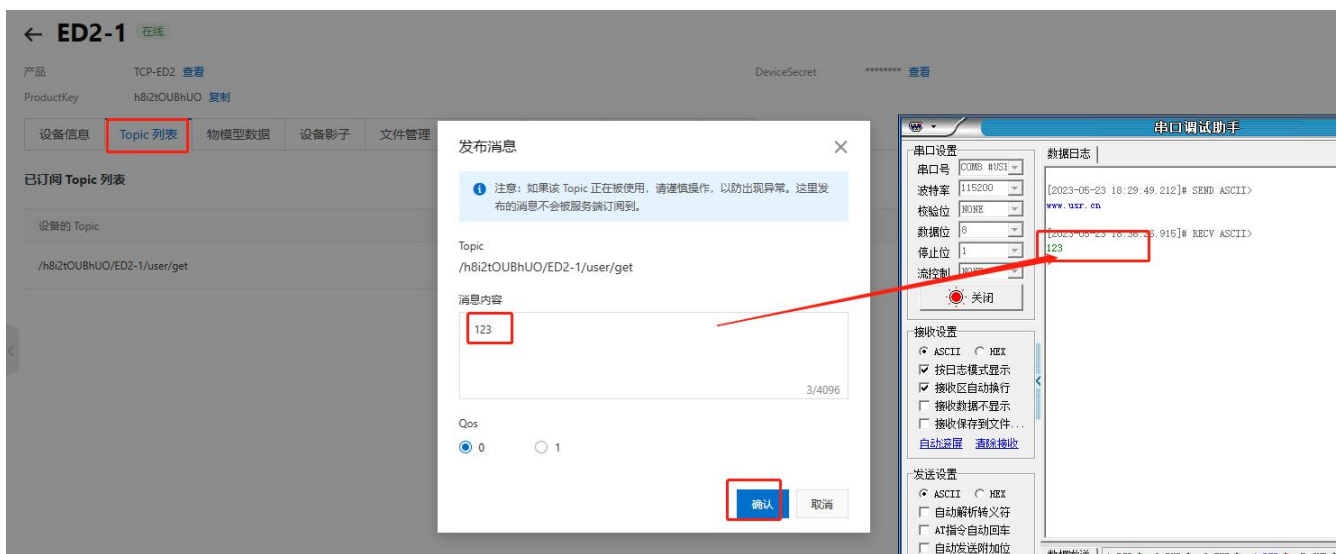 ← ED2-1 在线
产品 TCP-ED2 查看
DeviceSecret ******** 查看
ProductKey h8i2tOUBhUO 复制
设备信息 Topic 列表 物模型数据 设备影子 文件管理
已订阅 Topic 列表
设备的 Topic
/h8i2tOUBhUO/ED2-1/user/get
发布消息
注意：如果该 Topic 正在被使用，请谨慎操作，以防出现异常。这里发
布的消息不会被服务端订阅到。
Topic
/h8i2tOUBhUO/ED2-1/user/get
消息内容
123
3/4096
Qos
0 1
确认 取消
串口调试助手
串口设置
串口号 COM8 #USI
波特率 115200
校验位 NONE
数据位 8
停止位 1
流控制 NONE
关闭
接收设置
ASCII HEX
按日志模式显示
接收区自动换行
接收数据不显示
接收保存到文件...
自动滚屏 清除接收
发送设置
ASCII HEX
自动解析转义符
AT指令自动回车
自动发送附加位
数据日志
[2023-05-23 18:29:49.212]# SEND ASCII>
www.usr.cn
[2023-05-23 18:38:26.915]# RECV ASCII>
123